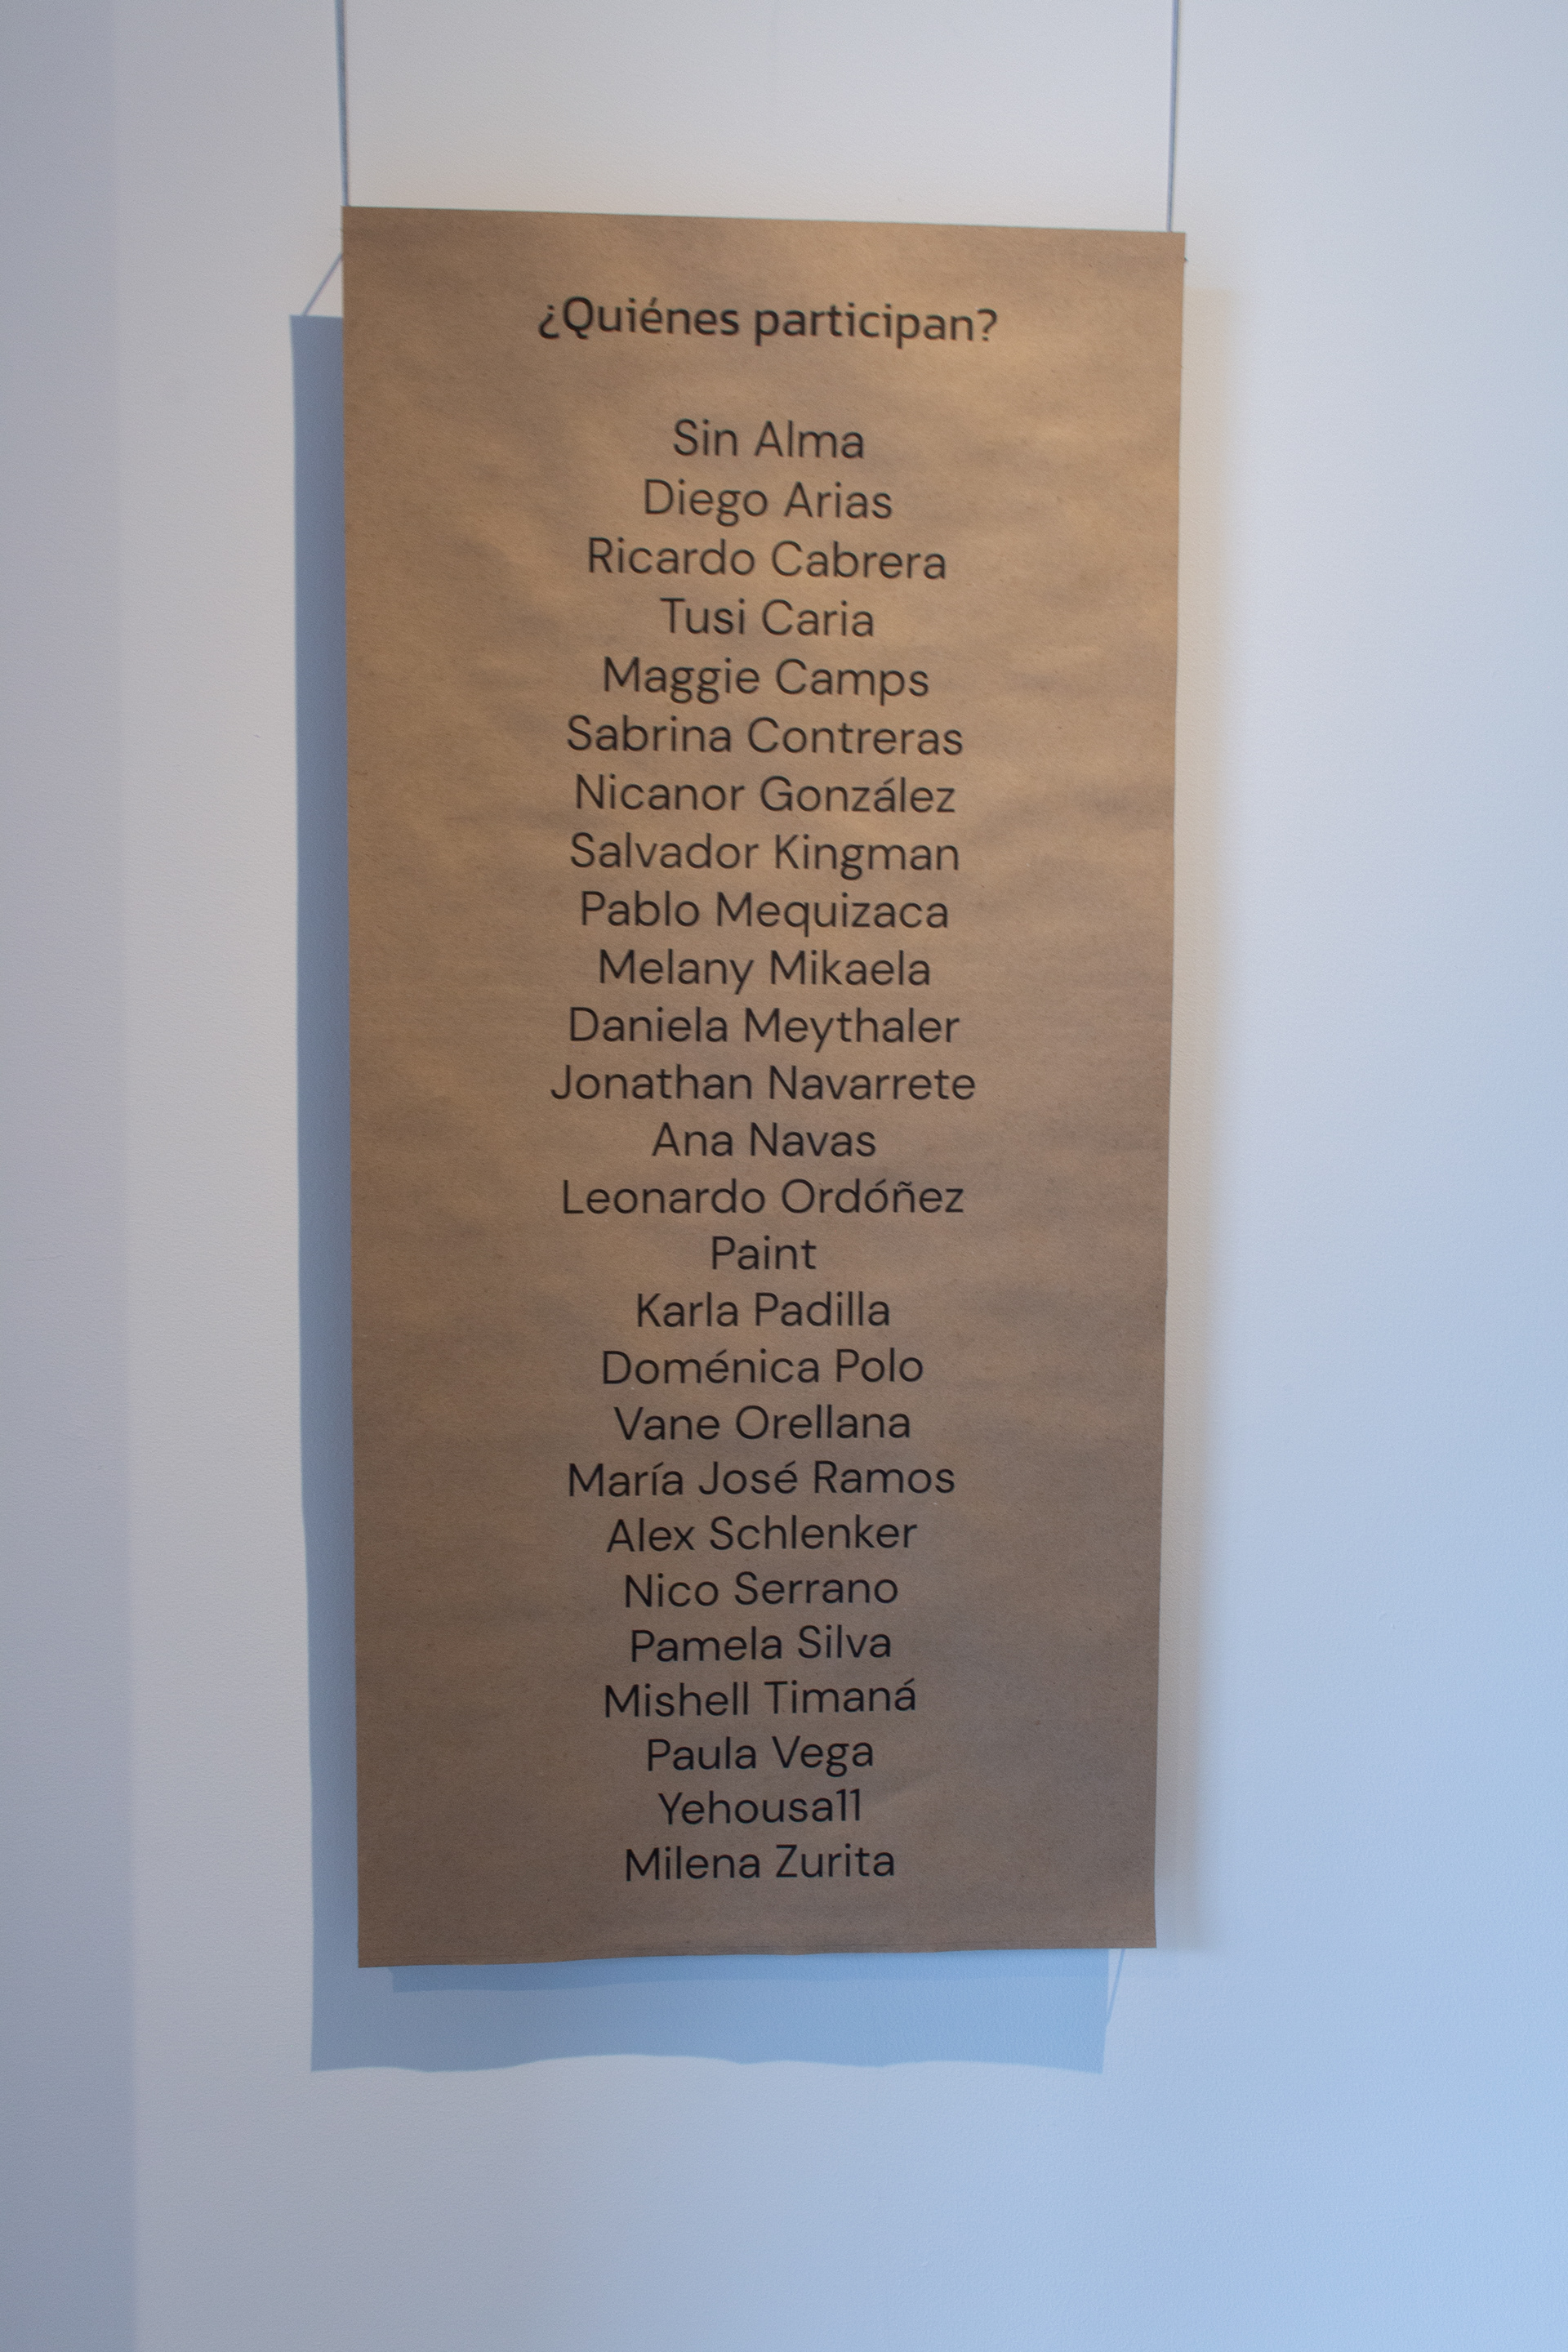 ¿Quiénes participan?
Sin Alma
Diego Arias
Ricardo Cabrera
Tusi Caria
Maggie Camps
Sabrina Contreras
Nicanor González
Salvador Kingman
Pablo Mequizaca
Melany Mikaela
Daniela Meythaler
Jonathan Navarrete
Ana Navas
Leonardo Ordóñez
Paint
Karla Padilla
Doménica Polo
Vane Orellana
María José Ramos
Alex Schlenker
Nico Serrano
Pamela Silva
Mishell Timaná
Paula Vega
Yehousa11
Milena Zurita